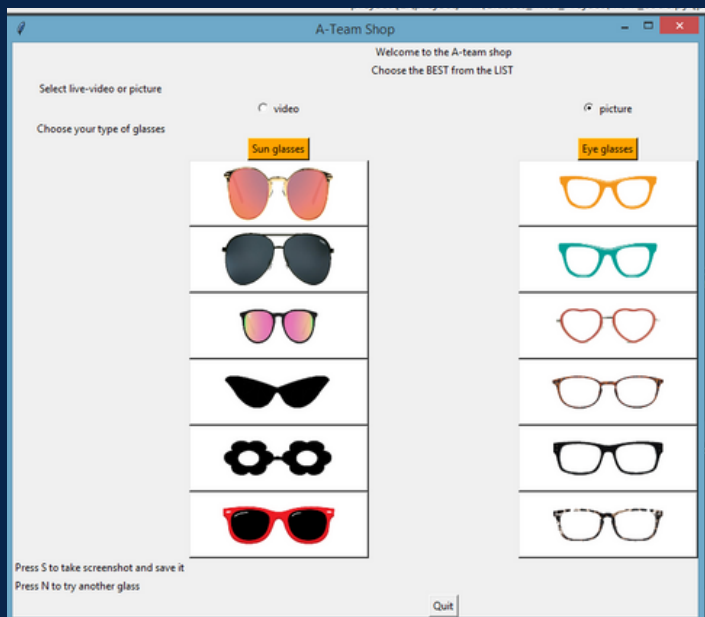 A-Team Shop
Welcome to the A-team shop
Choose the BEST from the LIST
Select live-video or picture
video
picture
Choose your type of glasses
Sun glasses
Eye glasses
Press S to take screenshot and save it
Press N to try another glass
Quit